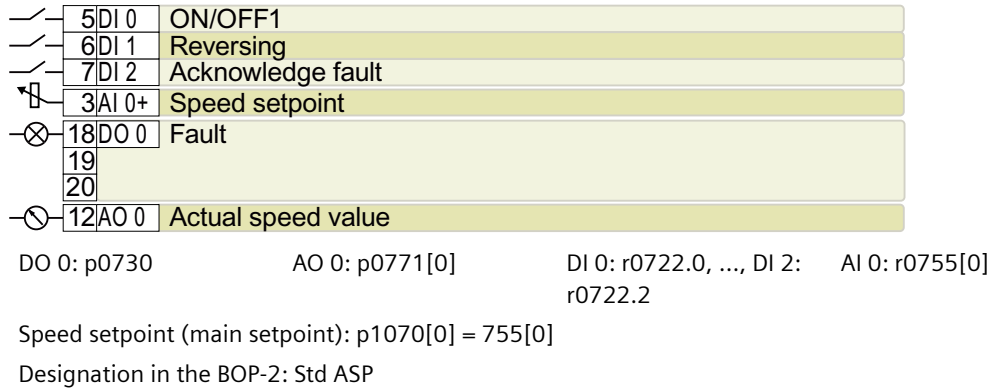 5 DI 0 ON/OFF1
6 DI 1 Reversing
7 DI 2 Acknowledge fault
3 AI 0+ Speed setpoint
18 DO 0 Fault
19
20
12 AO 0 Actual speed value
DO 0: p0730 AO 0: p0771[0] DI 0: r0722.0, ..., DI 2: AI 0: r0755[0]
r0722.2
Speed setpoint (main setpoint): p1070[0] = 755[0]
Designation in the BOP-2: Std ASP